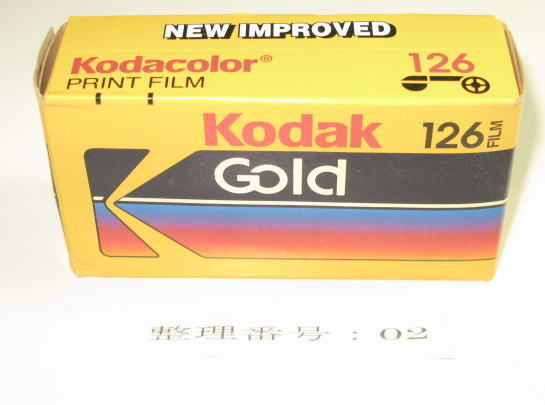 NEW IMPROVED
Kodacolor® 126
PRINT FILM
Kodak 126 FILM
Gold
整理番号：02